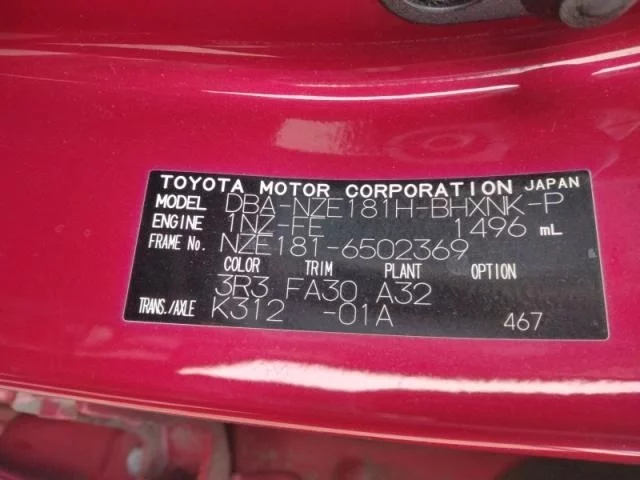 TOYOTA MOTOR CORPORATION JAPAN
MODEL DBA-NZE181H-BHXNK-P
ENGINE 1NZ-FE 1496 mL
FRAME No. NZE181-6502369
COLOR TRIM PLANT OPTION
3R3 FA30 A32
TRANS./AXLE K312 -01A 467